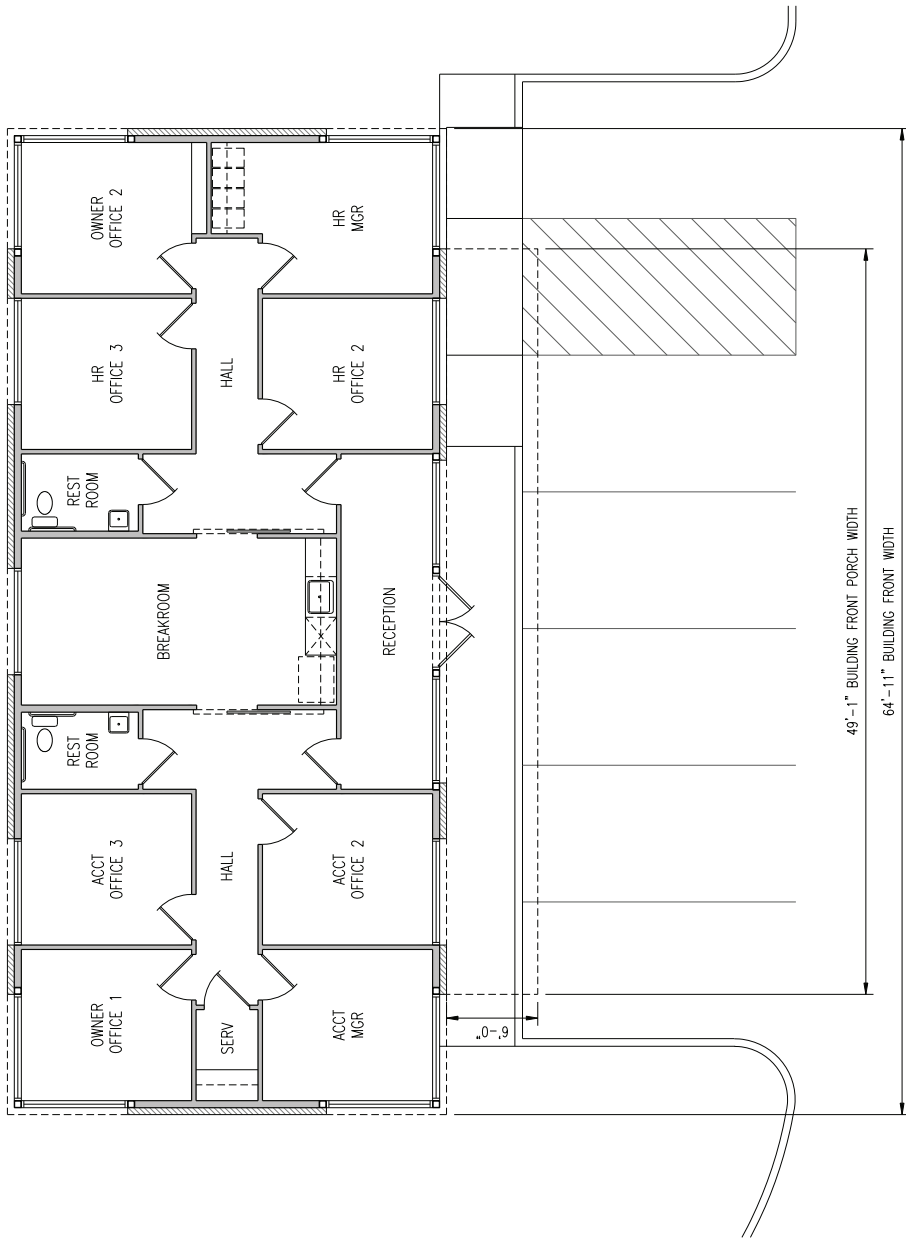 OWNER
OFFICE 1
ACCT
OFFICE 3
REST
ROOM
BREAKROOM
REST
ROOM
HR
OFFICE 3
OWNER
OFFICE 2
SERV
HALL
HALL
ACCT
MGR
ACCT
OFFICE 2
RECEPTION
HR
OFFICE 2
HR
MGR
6'-0"
49'-1" BUILDING FRONT PORCH WIDTH
64'-11" BUILDING FRONT WIDTH